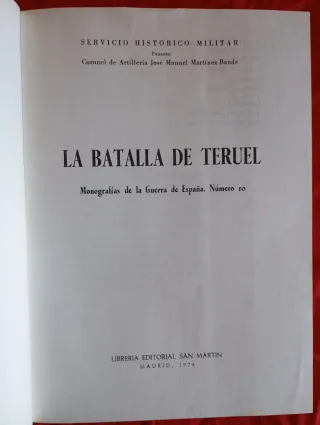 SERVICIO HISTORICO MILITAR
Ponente:
Coronel de Artillería José Manuel Martínez Bande
LA BATALLA DE TERUEL
Monografías de la Guerra de España. Número 10
LIBRERIA EDITORIAL SAN MARTIN
MADRID, 1974